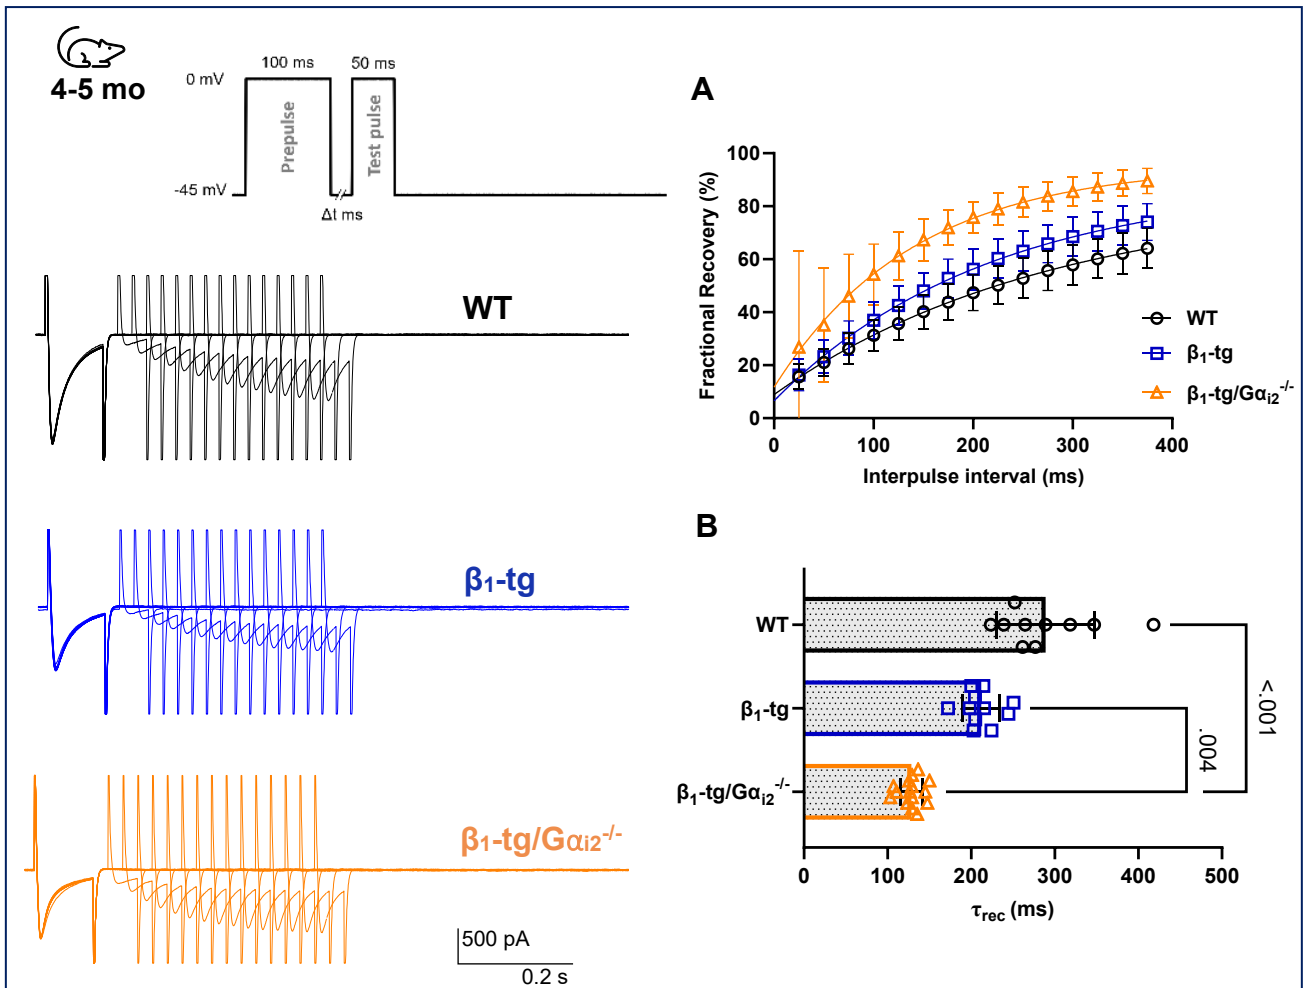 4-5 mo
100 ms
50 ms
0 mV
Prepulse
Test pulse
-45 mV
Δt ms
WT
β₁-tg
β₁-tg/Gαi2⁻/⁻
500 pA
0.2 s
A
Fractional Recovery (%)
100
80
60
40
20
0
0 100 200 300 400
Interpulse interval (ms)
WT
β₁-tg
β₁-tg/Gαi2⁻/⁻
B
WT
β₁-tg
β₁-tg/Gαi2⁻/⁻
<.001
.004
0 100 200 300 400 500
τrec (ms)